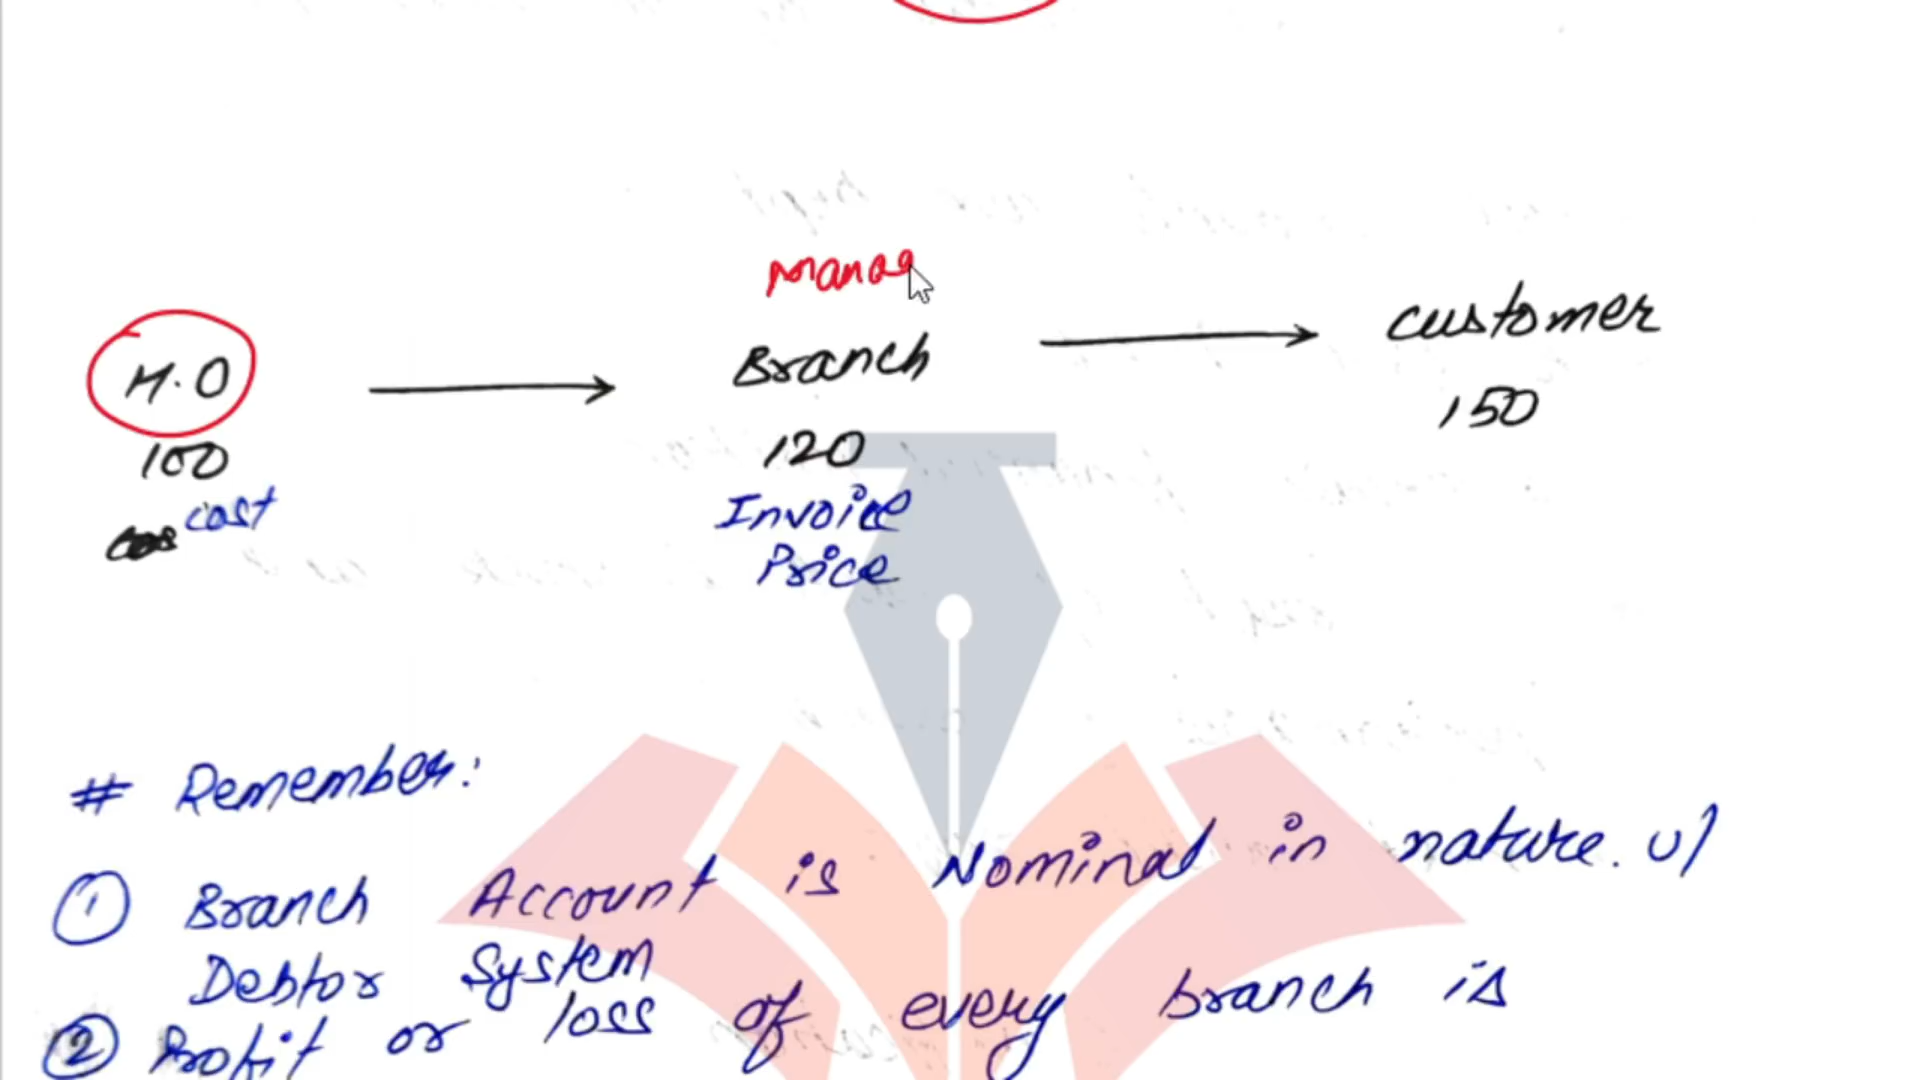 Manag
H.O → Branch → customer
100 120 150
cost Invoice
Price
# Remember:
① Branch Account is Nominal in nature. u/
Debtor System
② Profit or loss of every branch is